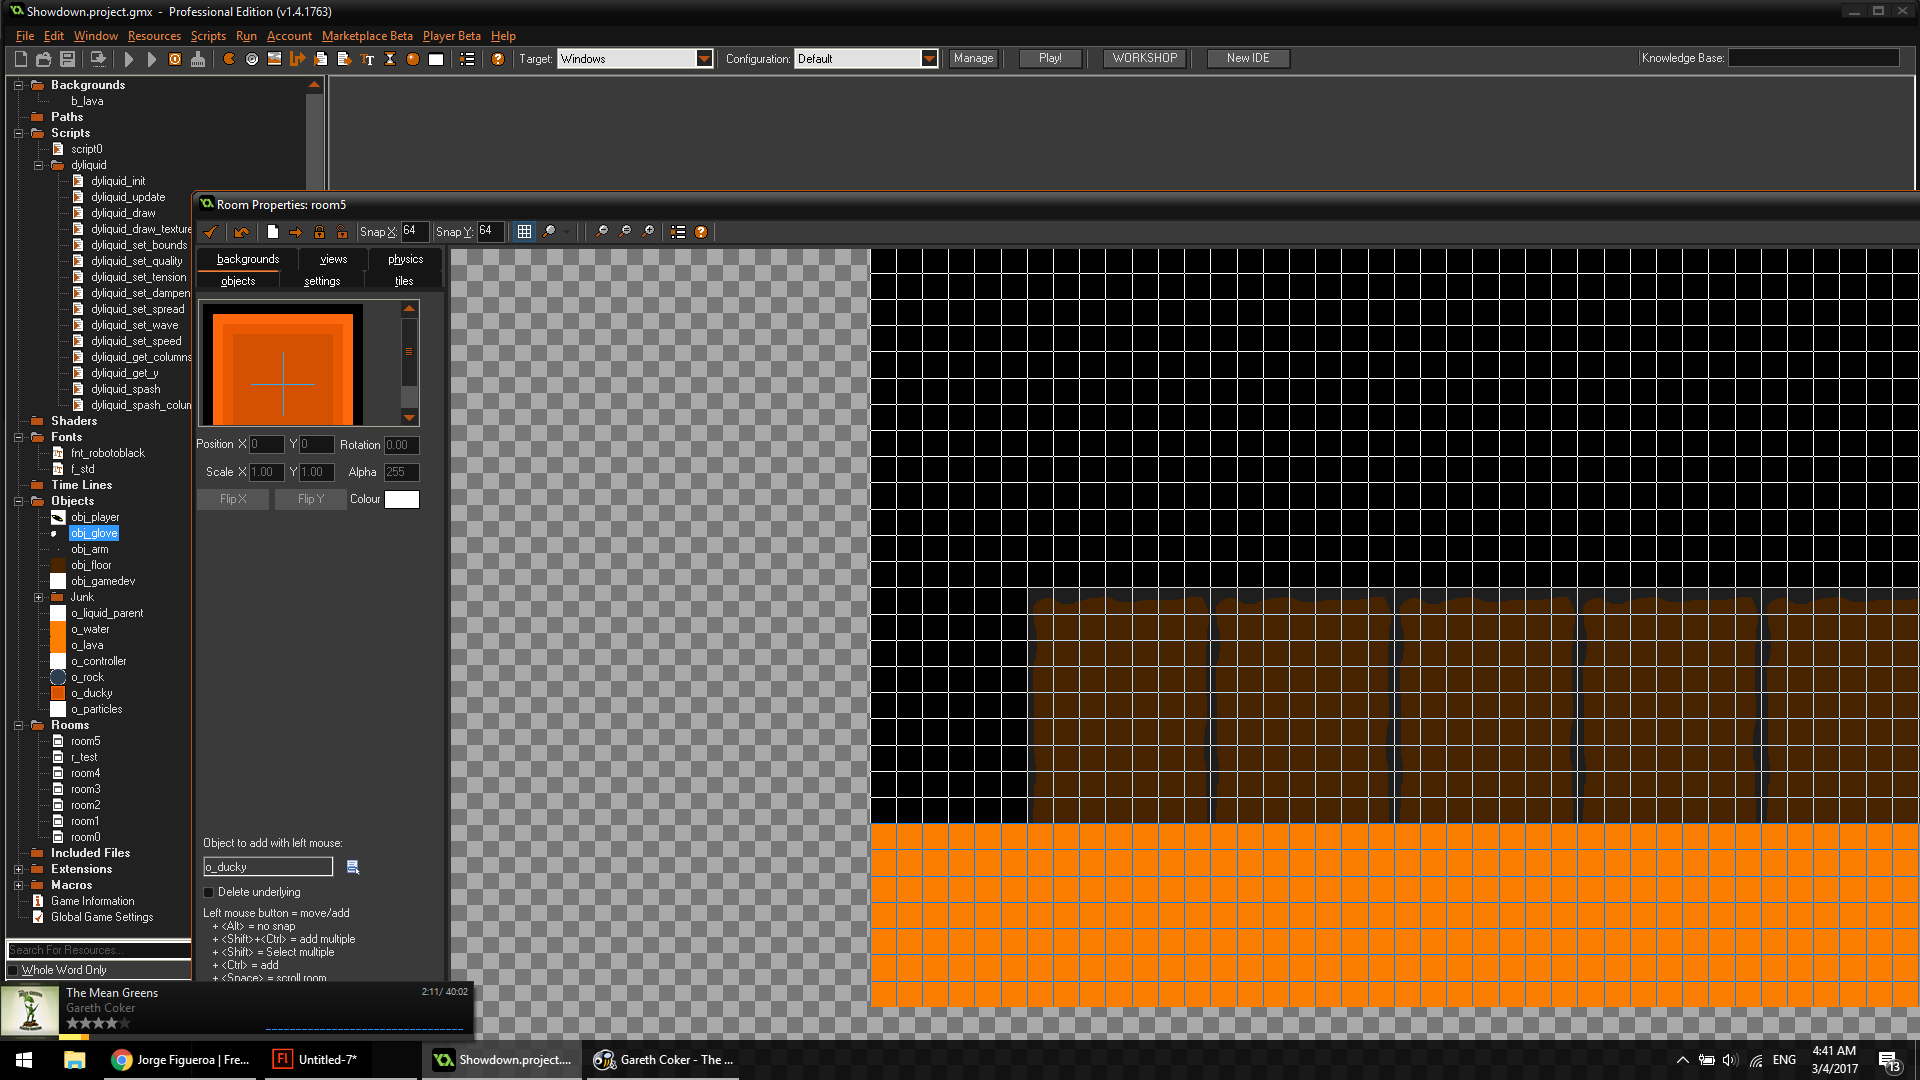 Showdown.project.gmx - Professional Edition (v1.4.1763)
File Edit Window Resources Scripts Run Account Marketplace Beta Player Beta Help
Target: Windows Configuration: Default Manage Play! WORKSHOP New IDE Knowledge Base:
Backgrounds
b_lava
Paths
Scripts
script0
dyliquid
dyliquid_init
dyliquid_update
dyliquid_draw
dyliquid_draw_texture
dyliquid_set_bounds
dyliquid_set_quality
dyliquid_set_tension
dyliquid_set_dampen
dyliquid_set_spread
dyliquid_set_wave
dyliquid_set_speed
dyliquid_get_columns
dyliquid_get_y
dyliquid_spash
dyliquid_spash_colun
Shaders
Fonts
fnt_robotoblack
f_std
Time Lines
Objects
obj_player
obj_glove
obj_arm
obj_floor
obj_gamedev
Junk
o_liquid_parent
o_water
o_lava
o_controller
o_rock
o_ducky
o_particles
Rooms
room5
r_test
room4
room3
room2
room1
room0
Included Files
Extensions
Macros
Game Information
Global Game Settings
Search For Resources...
Whole Word Only
Room Properties: room5
Snap X: 64 Snap Y: 64
backgrounds views physics
objects settings tiles
Position X 0 Y 0 Rotation 0.00
Scale X 1.00 Y 1.00 Alpha 255
Flip X Flip Y Colour
Object to add with left mouse:
o_ducky
Delete underlying
Left mouse button = move/add
+ <Alt> = no snap
+ <Shift>+<Ctrl> = add multiple
+ <Shift> = Select multiple
+ <Ctrl> = add
+ <Space> = scroll room
The Mean Greens 2:11/ 40:02
Gareth Coker
Jorge Figueroa | Fre... Untitled-7* Showdown.project.... Gareth Coker - The ...
ENG
4:41 AM
3/4/2017
13